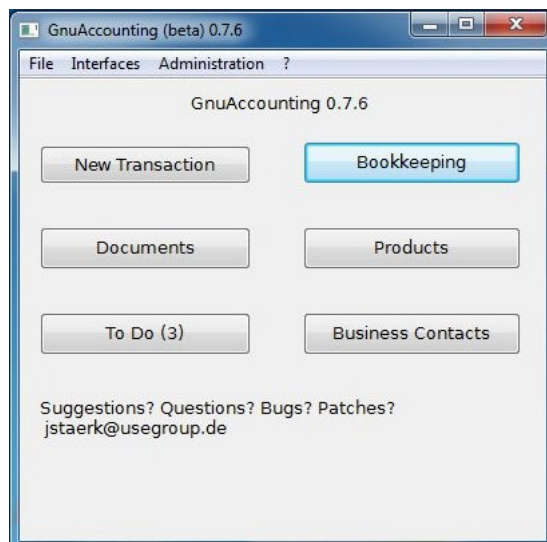 GnuAccounting (beta) 0.7.6
File Interfaces Administration ?
GnuAccounting 0.7.6
New Transaction Bookkeeping
Documents Products
To Do (3) Business Contacts
Suggestions? Questions? Bugs? Patches?
jstaerk@usegroup.de